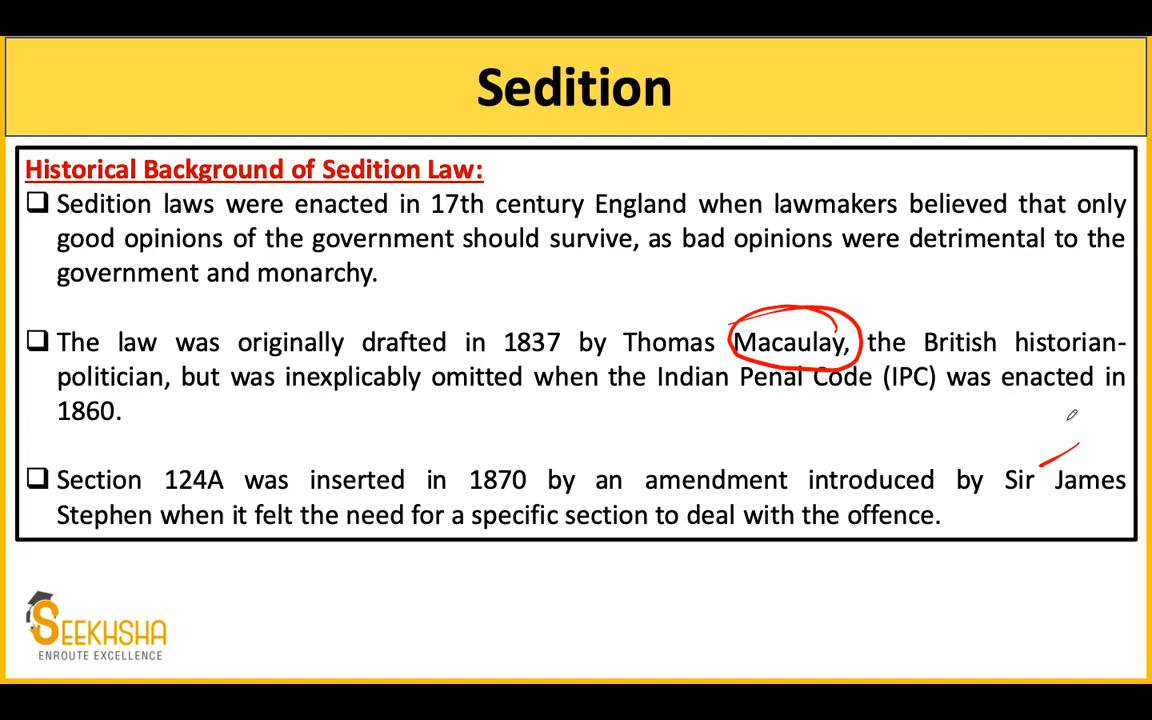 Sedition
Historical Background of Sedition Law:
Sedition laws were enacted in 17th century England when lawmakers believed that only
good opinions of the government should survive, as bad opinions were detrimental to the
government and monarchy.
The law was originally drafted in 1837 by Thomas Macaulay, the British historian-
politician, but was inexplicably omitted when the Indian Penal Code (IPC) was enacted in
1860.
Section 124A was inserted in 1870 by an amendment introduced by Sir James
Stephen when it felt the need for a specific section to deal with the offence.
SEEKHSHA
ENROUTE EXCELLENCE